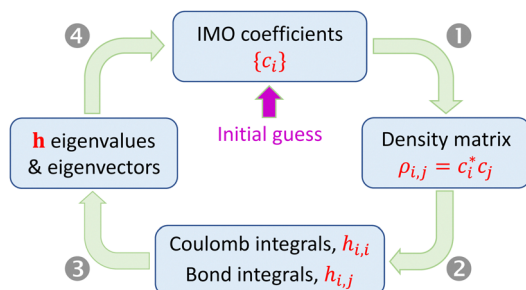 ④
①
IMO coefficients
{cᵢ}
Initial guess
h eigenvalues
& eigenvectors
Density matrix
ρᵢ,ⱼ = cᵢ*cⱼ
Coulomb integrals, hᵢ,ᵢ
Bond integrals, hᵢ,ⱼ
③
②